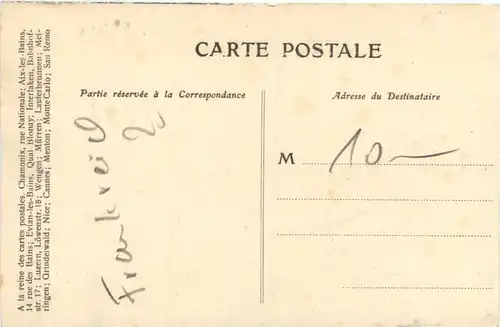 CARTE POSTALE
Partie réservée à la Correspondance
Adresse du Destinataire
M 10 —
Frankreich
A la reine des cartes postales. Chamonix, rue Nationale; Aix-les-Bains,
14 rue des Bains; Evian-les-Bains, Quai Blonay; Interlaken, Bahnhof-
str. 17; Luzern, Löwenstr. 18; Wengen; Mürren; Lauterbrunnen; Mei-
ringen; Grindelwald; Nice; Cannes; Menton; Monte Carlo; San Remo